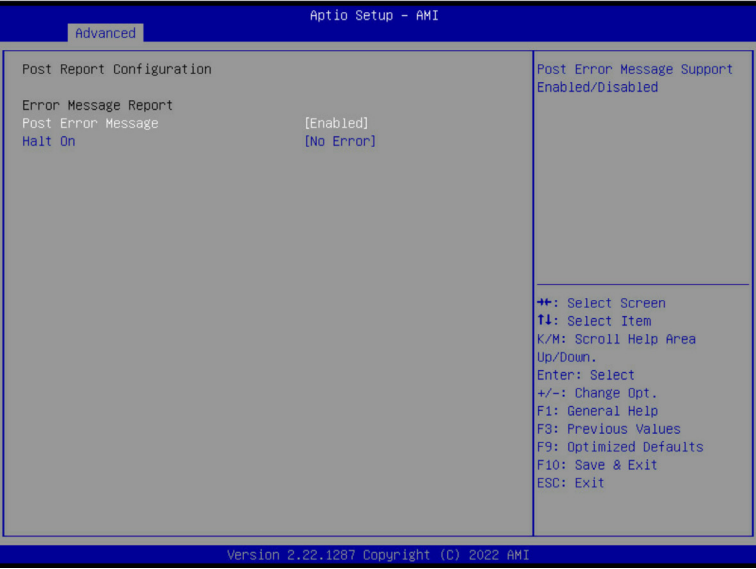 Aptio Setup – AMI
Advanced
Post Report Configuration
Error Message Report
Post Error Message [Enabled]
Halt On [No Error]
Post Error Message Support
Enabled/Disabled
→←: Select Screen
↑↓: Select Item
K/M: Scroll Help Area
Up/Down.
Enter: Select
+/-: Change Opt.
F1: General Help
F3: Previous Values
F9: Optimized Defaults
F10: Save & Exit
ESC: Exit
Version 2.22.1287 Copyright (C) 2022 AMI